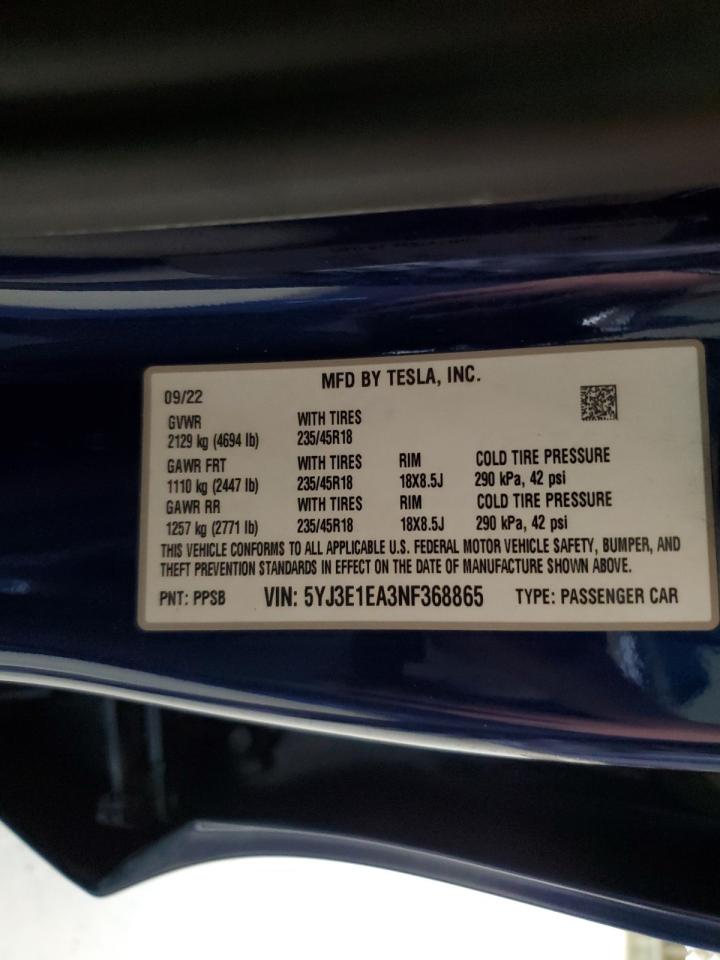 MFD BY TESLA, INC.
09/22
GVWR WITH TIRES
2129 kg (4694 lb) 235/45R18
GAWR FRT WITH TIRES RIM COLD TIRE PRESSURE
1110 kg (2447 lb) 235/45R18 18X8.5J 290 kPa, 42 psi
GAWR RR WITH TIRES RIM COLD TIRE PRESSURE
1257 kg (2771 lb) 235/45R18 18X8.5J 290 kPa, 42 psi
THIS VEHICLE CONFORMS TO ALL APPLICABLE U.S. FEDERAL MOTOR VEHICLE SAFETY, BUMPER, AND
THEFT PREVENTION STANDARDS IN EFFECT ON THE DATE OF MANUFACTURE SHOWN ABOVE.
PNT: PPSB VIN: 5YJ3E1EA3NF368865 TYPE: PASSENGER CAR